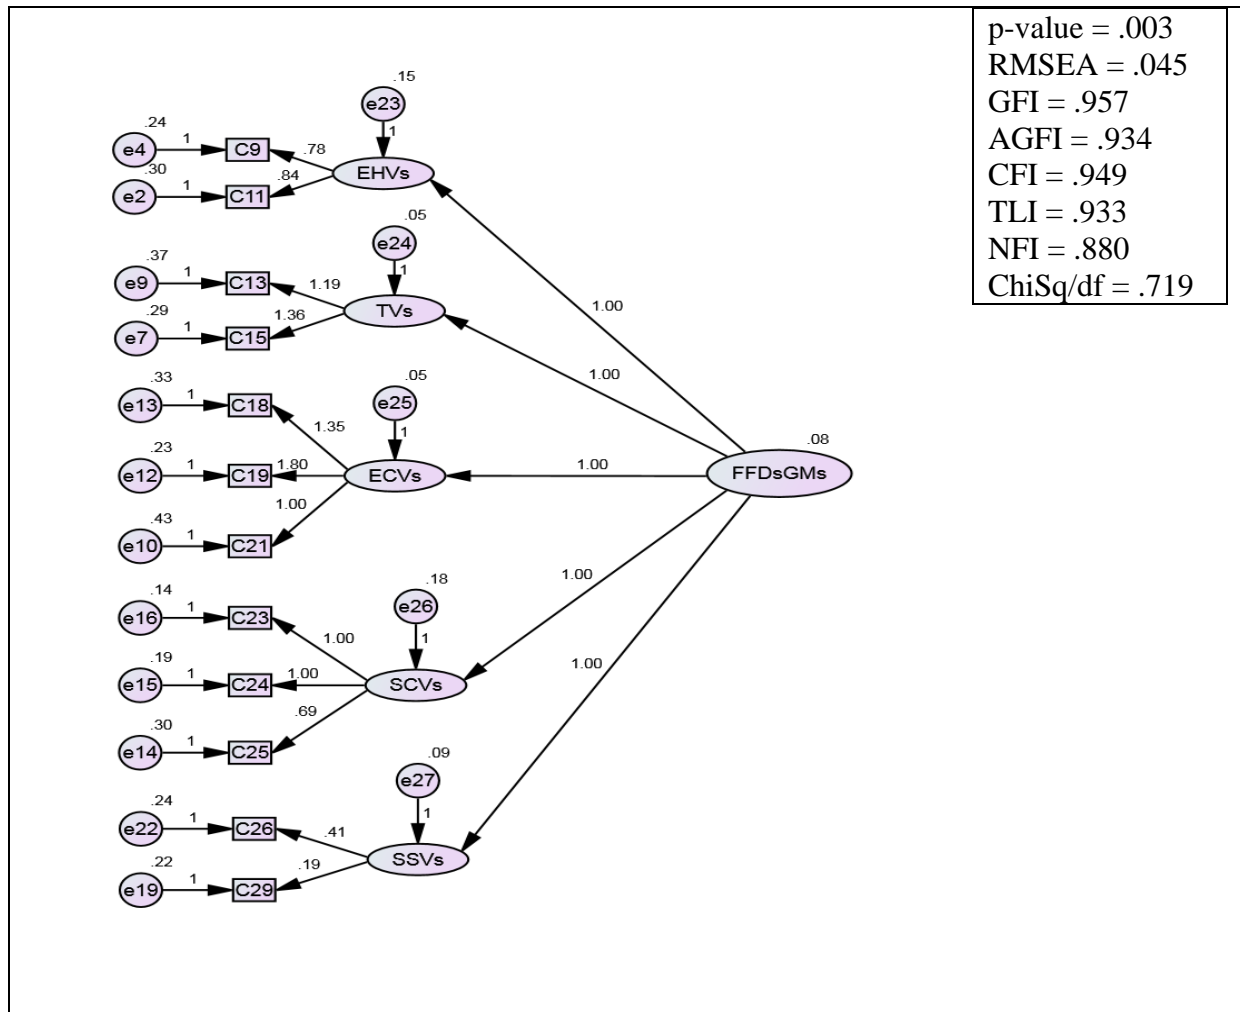 p-value = .003
RMSEA = .045
GFI = .957
AGFI = .934
CFI = .949
TLI = .933
NFI = .880
ChiSq/df = .719
.15
e23
1
.24
e4
1
C9
.78
EHVs
.30
e2
1
C11
.84
.05
e24
1
.37
e9
1
C13
1.19
TVs
.29
e7
1
C15
1.36
1.00
1.00
.05
e25
1
.33
e13
1
C18
1.35
.23
e12
1
C19
1.80
ECVs
1.00
.08
FFDsGMs
.43
e10
1
C21
1.00
.18
e26
1
.14
e16
1
C23
1.00
.19
e15
1
C24
1.00
SCVs
1.00
.30
e14
1
C25
.69
1.00
.09
e27
1
.24
e22
1
C26
.41
SSVs
.22
e19
1
C29
.19